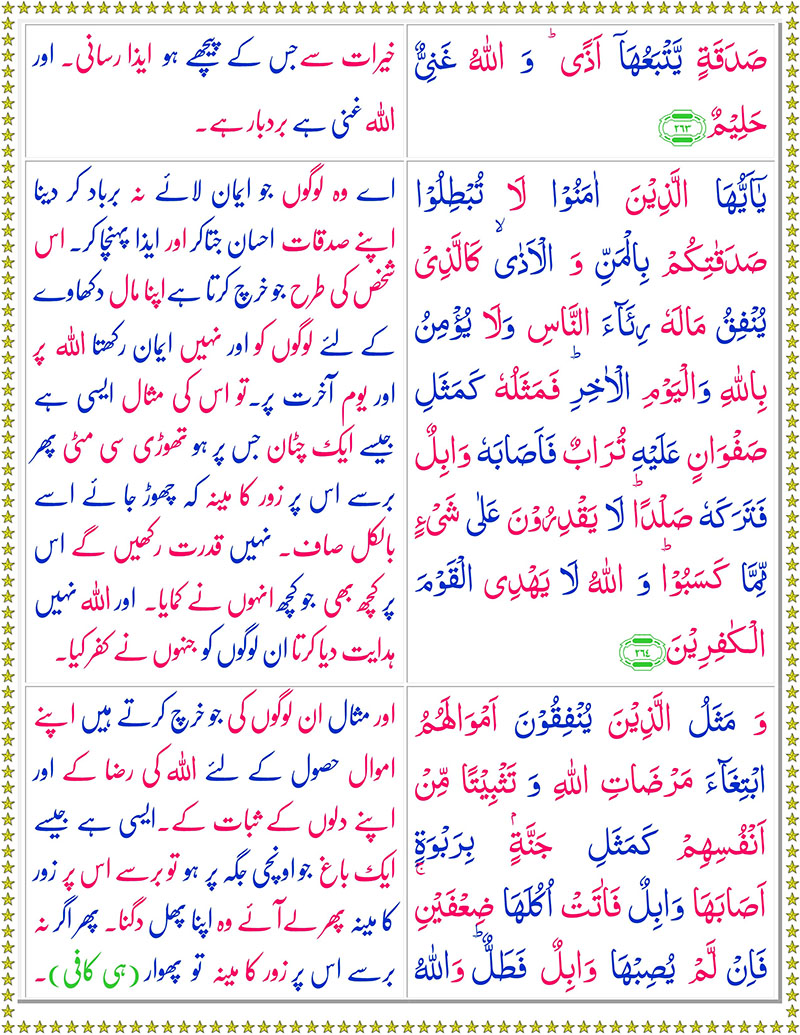 صَدَقَةٍ یَّتْبَعُهَاۤ اَذًی ؕ وَ اللّٰهُ غَنِیٌّ
حَلِیْمٌ ﴿۲۶۳﴾
خیرات سے جس کے پیچھے ہو ایذا رسانی۔ اور
اللہ غنی ہے بردبار ہے۔
یٰۤاَیُّهَا الَّذِیْنَ اٰمَنُوْا لَا تُبْطِلُوْا
صَدَقٰتِكُمْ بِالْمَنِّ وَ الْاَذٰی ۙ كَالَّذِیْ
یُنْفِقُ مَالَهٗ رِئَآءَ النَّاسِ وَلَا یُؤْمِنُ
بِاللّٰهِ وَالْیَوْمِ الْاٰخِرِ ؕ فَمَثَلُهٗ كَمَثَلِ
صَفْوَانٍ عَلَیْهِ تُرَابٌ فَاَصَابَهٗ وَابِلٌ
فَتَرَكَهٗ صَلْدًا ؕ لَا یَقْدِرُوْنَ عَلٰی شَیْءٍ
مِّمَّا كَسَبُوْا ؕ وَ اللّٰهُ لَا یَهْدِی الْقَوْمَ
الْكٰفِرِیْنَ ﴿۲۶۴﴾
اے وہ لوگوں جو ایمان لائے نہ برباد کر دینا
اپنے صدقات احسان جتاکر اور ایذا پہنچا کر۔ اس
شخص کی طرح جو خرچ کرتا ہے اپنا مال دکھاوے
کے لئے لوگوں کو اور نہیں ایمان رکھتا اللہ پر
اور یوم آخرت پر۔ تو اس کی مثال ایسی ہے
جیسے ایک چٹان جس پر ہو تھوڑی سی مٹی پھر
برسے اس پر زور کا مینہ کہ چھوڑ جائے اسے
بالکل صاف۔ نہیں قدرت رکھیں گے اس
پر کچھ بھی جو کچھ انہوں نے کمایا۔ اور اللہ نہیں
ہدایت دیا کرتا ان لوگوں کو جنہوں نے کفر کیا۔
وَ مَثَلُ الَّذِیْنَ یُنْفِقُوْنَ اَمْوَالَهُمُ
ابْتِغَآءَ مَرْضَاتِ اللّٰهِ وَ تَثْبِیْتًا مِّنْ
اَنْفُسِهِمْ كَمَثَلِ جَنَّةٍۭ بِرَبْوَةٍ
اَصَابَهَا وَابِلٌ فَاٰتَتْ اُكُلَهَا ضِعْفَیْنِ ۚ
فَاِنْ لَّمْ یُصِبْهَا وَابِلٌ فَطَلٌّ ؕ وَاللّٰهُ
اور مثال ان لوگوں کی جو خرچ کرتے ہیں اپنے
اموال حصول کے لئے اللہ کی رضا کے اور
اپنے دلوں کے ثبات کے۔ ایسی ہے جیسے
ایک باغ جو اونچی جگہ پر ہو تو برسے اس پر زور
کا مینہ پھر لے آئے وہ اپنا پھل دگنا۔ پھر اگر نہ
برسے اس پر زور کا مینہ تو پھوار (ہی کافی)۔